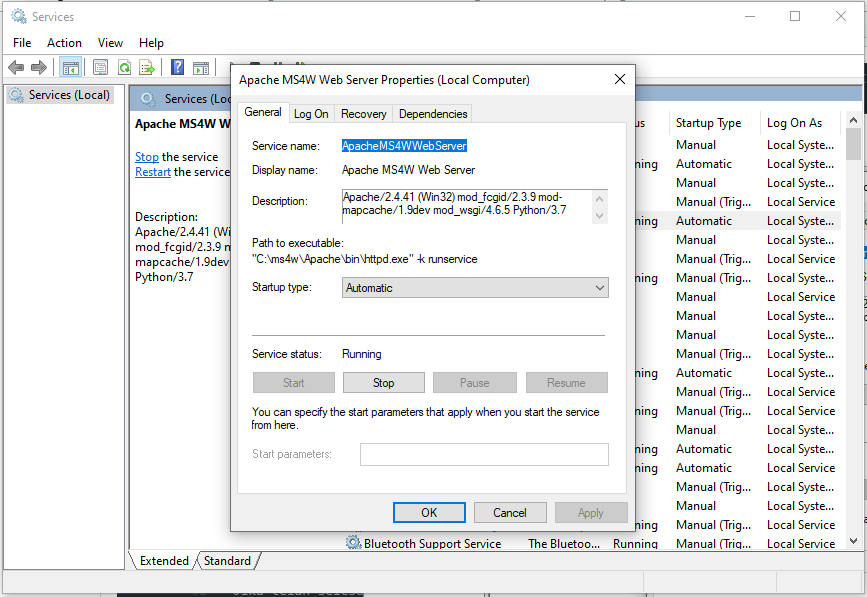 Services
File Action View Help
Services (Local)
Services (Loc
Apache MS4W W
Stop the service
Restart the service
Description:
Apache/2.4.41 (Wi
mod_fcgid/2.3.9 m
mapcache/1.9dev
Python/3.7
Apache MS4W Web Server Properties (Local Computer)
General Log On Recovery Dependencies
Service name: ApacheMS4WWebServer
Display name: Apache MS4W Web Server
Description: Apache/2.4.41 (Win32) mod_fcgid/2.3.9 mod-
mapcache/1.9dev mod_wsgi/4.6.5 Python/3.7
Path to executable:
"C:\ms4w\Apache\bin\httpd.exe" -k runservice
Startup type: Automatic
Service status: Running
Start Stop Pause Resume
You can specify the start parameters that apply when you start the service
from here.
Start parameters:
OK Cancel Apply
us Startup Type Log On As
Manual Local Syste...
ning Automatic Local Syste...
Manual Local Syste...
Manual (Trig... Local Service
ning Automatic Local Syste...
Manual Local Syste...
ning Manual (Trig... Local Syste...
ning Manual (Trig... Local Syste...
Manual Local Service
Manual Local Syste...
Manual Local Syste...
Manual (Trig... Local Syste...
ning Automatic Local Syste...
Manual (Trig... Local Service
Manual (Trig... Local Service
Manual Local Syste...
ning Automatic Local Syste...
ning Automatic Local Service
Manual (Trig... Local Syste...
Manual Local Syste...
ning Manual (Trig... Local Service
Bluetooth Support Service The Bluetoo... Running Manual (Trig... Local Service
Extended Standard